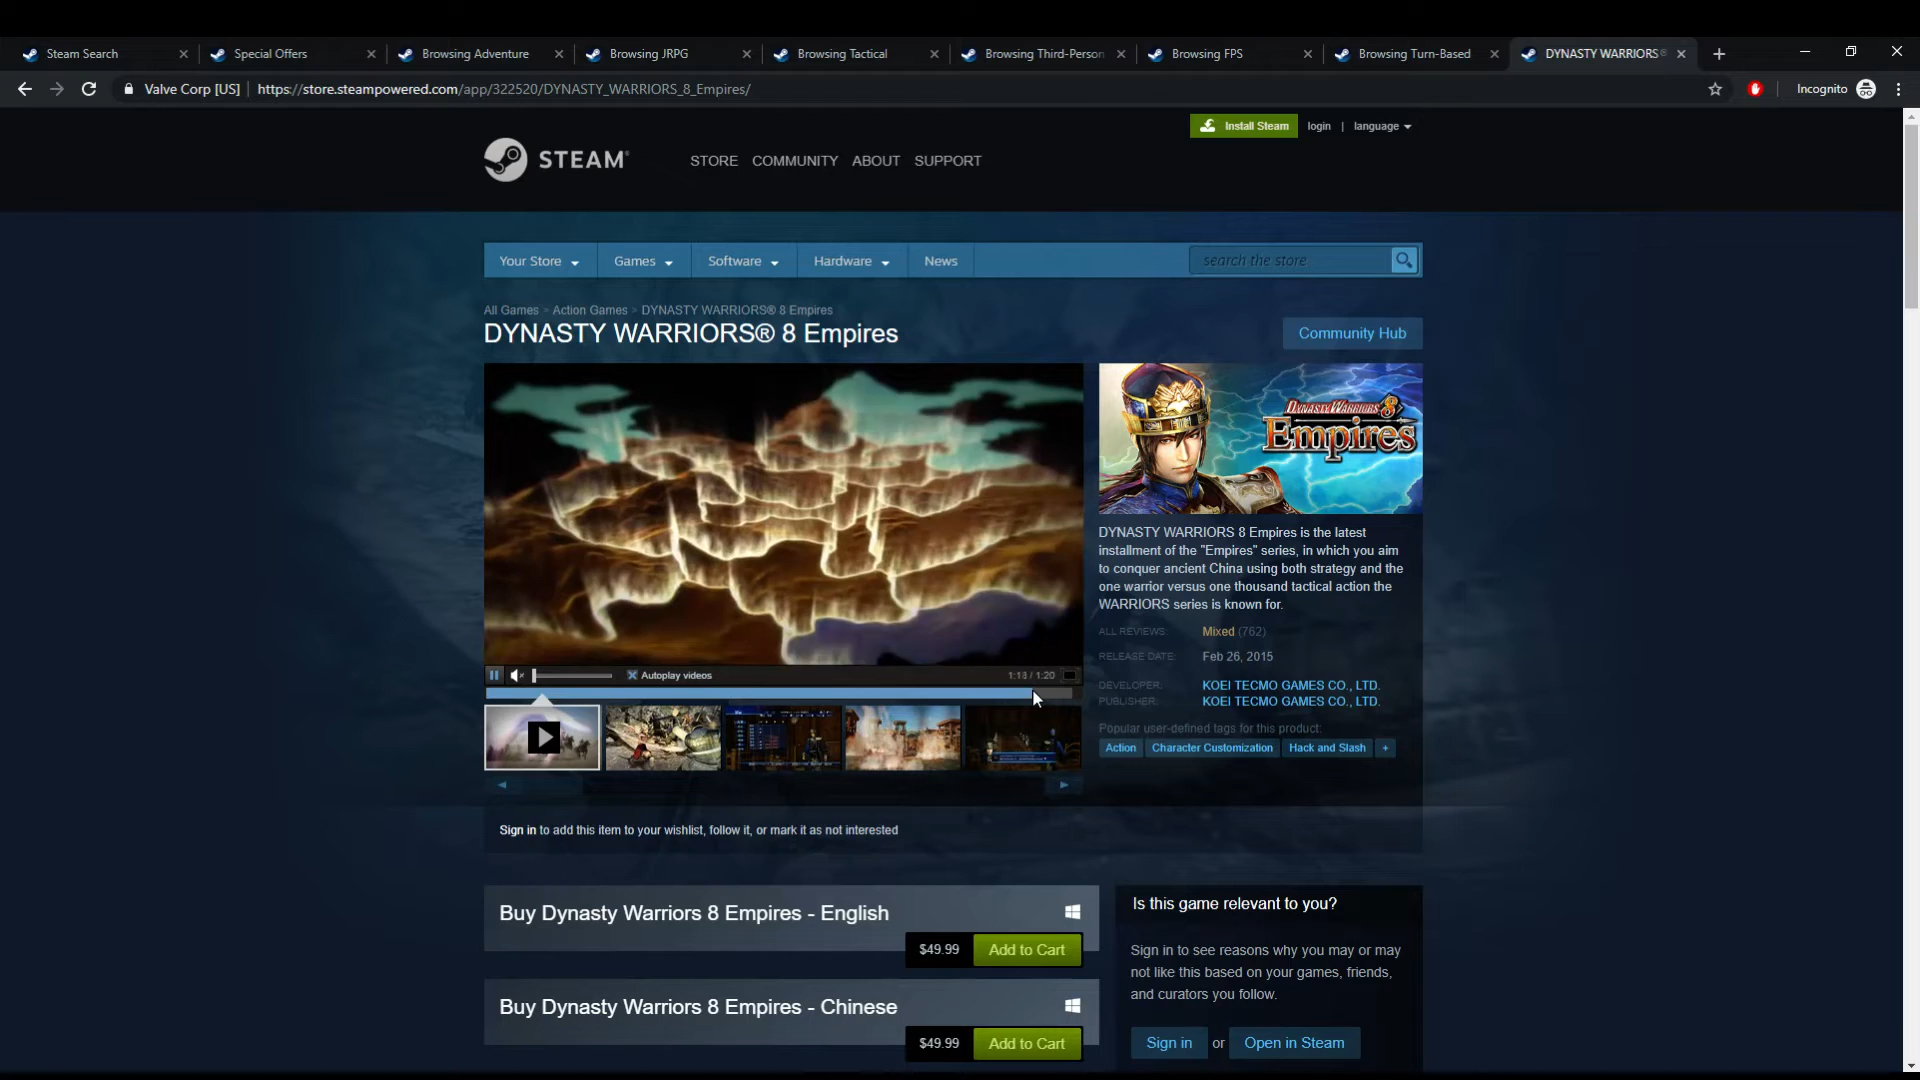 Steam Search
Special Offers
Browsing Adventure
Browsing JRPG
Browsing Tactical
Browsing Third-Person
Browsing FPS
Browsing Turn-Based
DYNASTY WARRIORS®
Valve Corp [US]
https://store.steampowered.com/app/322520/DYNASTY_WARRIORS_8_Empires/
Incognito
Install Steam
login | language
STEAM®
STORE COMMUNITY ABOUT SUPPORT
Your Store
Games
Software
Hardware
News
search the store
All Games > Action Games > DYNASTY WARRIORS® 8 Empires
DYNASTY WARRIORS® 8 Empires
Community Hub
DYNASTY WARRIORS 8
Empires
DYNASTY WARRIORS 8 Empires is the latest
installment of the "Empires" series, in which you aim
to conquer ancient China using both strategy and the
one warrior versus one thousand tactical action the
WARRIORS series is known for.
ALL REVIEWS: Mixed (762)
RELEASE DATE: Feb 26, 2015
DEVELOPER: KOEI TECMO GAMES CO., LTD.
PUBLISHER: KOEI TECMO GAMES CO., LTD.
Popular user-defined tags for this product:
Action
Character Customization
Hack and Slash
+
Autoplay videos
1:13 / 1:20
Sign in to add this item to your wishlist, follow it, or mark it as not interested
Buy Dynasty Warriors 8 Empires - English
$49.99
Add to Cart
Buy Dynasty Warriors 8 Empires - Chinese
$49.99
Add to Cart
Is this game relevant to you?
Sign in to see reasons why you may or may
not like this based on your games, friends,
and curators you follow.
Sign in or Open in Steam